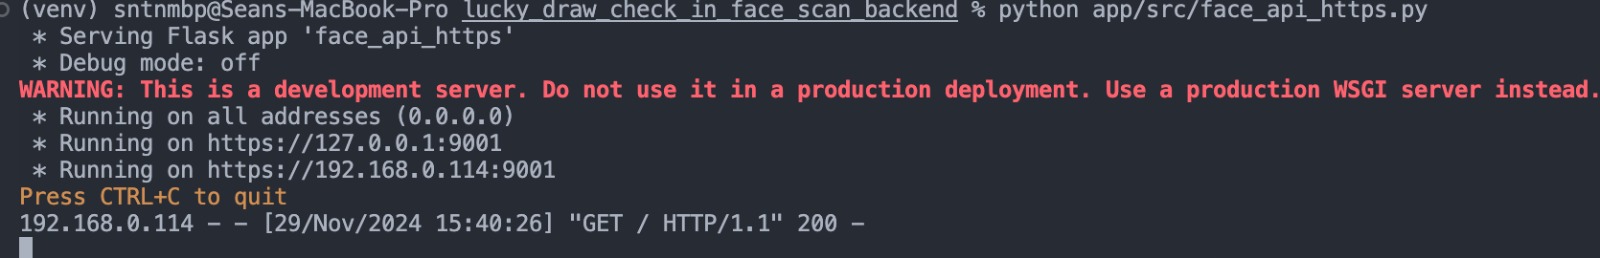 (venv) sntnmbp@Seans-MacBook-Pro lucky_draw_check_in_face_scan_backend % python app/src/face_api_https.py
* Serving Flask app 'face_api_https'
* Debug mode: off
WARNING: This is a development server. Do not use it in a production deployment. Use a production WSGI server instead.
* Running on all addresses (0.0.0.0)
* Running on https://127.0.0.1:9001
* Running on https://192.168.0.114:9001
Press CTRL+C to quit
192.168.0.114 - - [29/Nov/2024 15:40:26] "GET / HTTP/1.1" 200 -